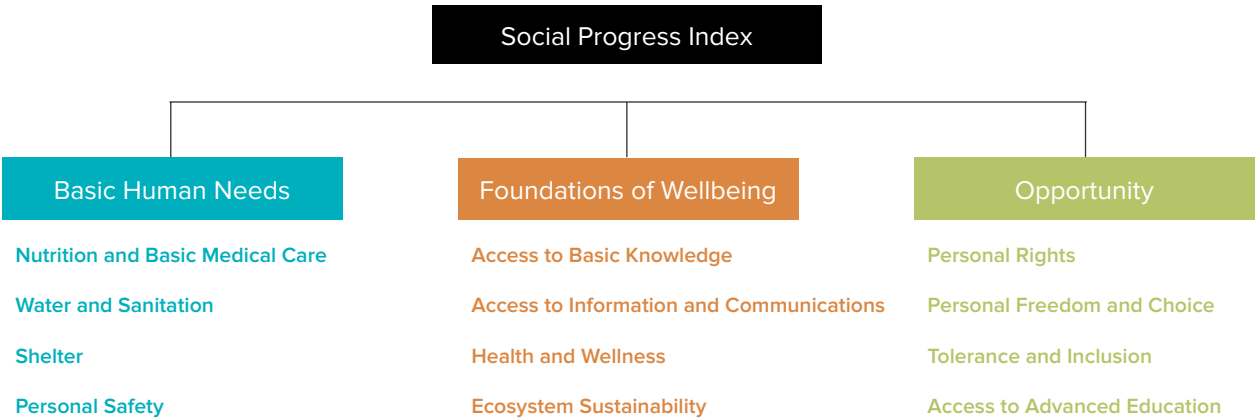 Social Progress Index
Basic Human Needs
Nutrition and Basic Medical Care
Water and Sanitation
Shelter
Personal Safety
Foundations of Wellbeing
Access to Basic Knowledge
Access to Information and Communications
Health and Wellness
Ecosystem Sustainability
Opportunity
Personal Rights
Personal Freedom and Choice
Tolerance and Inclusion
Access to Advanced Education